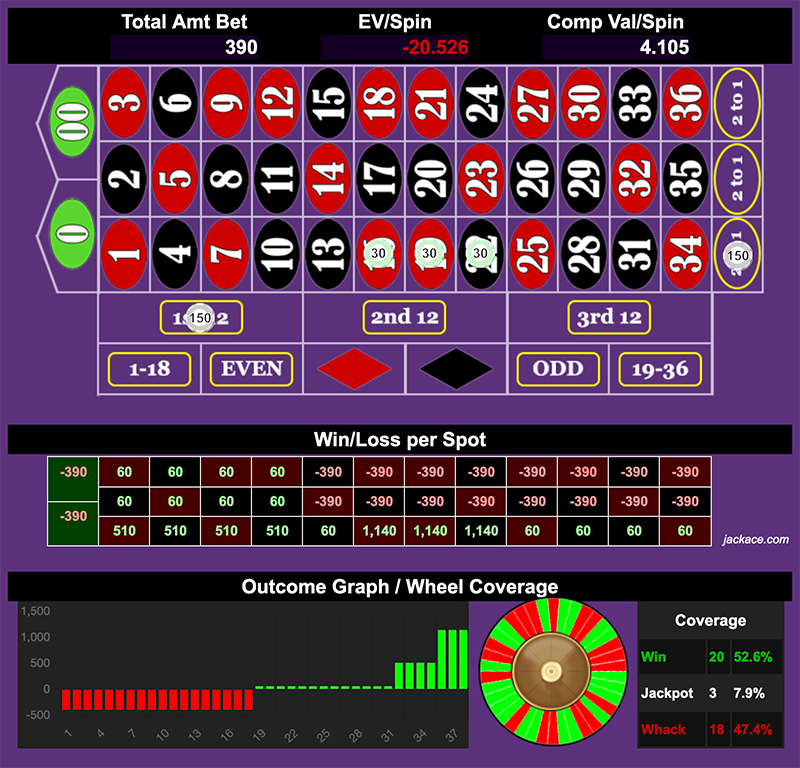 Total Amt Bet EV/Spin Comp Val/Spin
390 -20.526 4.105
00 3 6 9 12 15 18 21 24 27 30 33 36 2 to 1
2 5 8 11 14 17 20 23 26 29 32 35 2 to 1
0 1 4 7 10 13 30 30 30 25 28 31 34 150
150 2nd 12 3rd 12
1-18 EVEN ODD 19-36
Win/Loss per Spot
-390 60 60 60 60 -390 -390 -390 -390 -390 -390 -390 -390
60 60 60 60 -390 -390 -390 -390 -390 -390 -390 -390
-390 510 510 510 510 60 1,140 1,140 1,140 60 60 60 60
jackace.com
Outcome Graph / Wheel Coverage
1,500
1,000
500
0
-500
1 4 7 10 13 16 19 22 25 28 31 34 37
Coverage
Win 20 52.6%
Jackpot 3 7.9%
Whack 18 47.4%